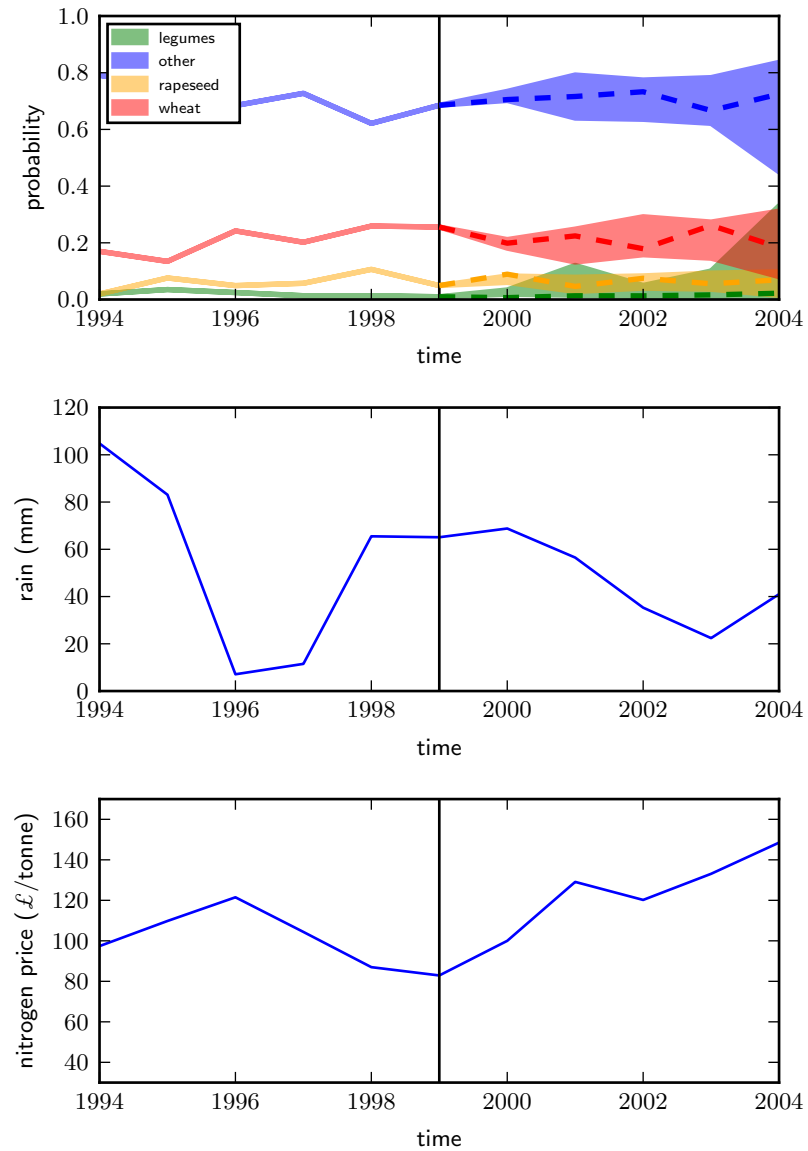 1.0
0.8
0.6
0.4
0.2
0.0
probability
legumes
other
rapeseed
wheat
1994 1996 1998 2000 2002 2004
time
120
100
80
60
40
20
0
rain (mm)
1994 1996 1998 2000 2002 2004
time
160
140
120
100
80
60
40
nitrogen price (£/tonne)
1994 1996 1998 2000 2002 2004
time